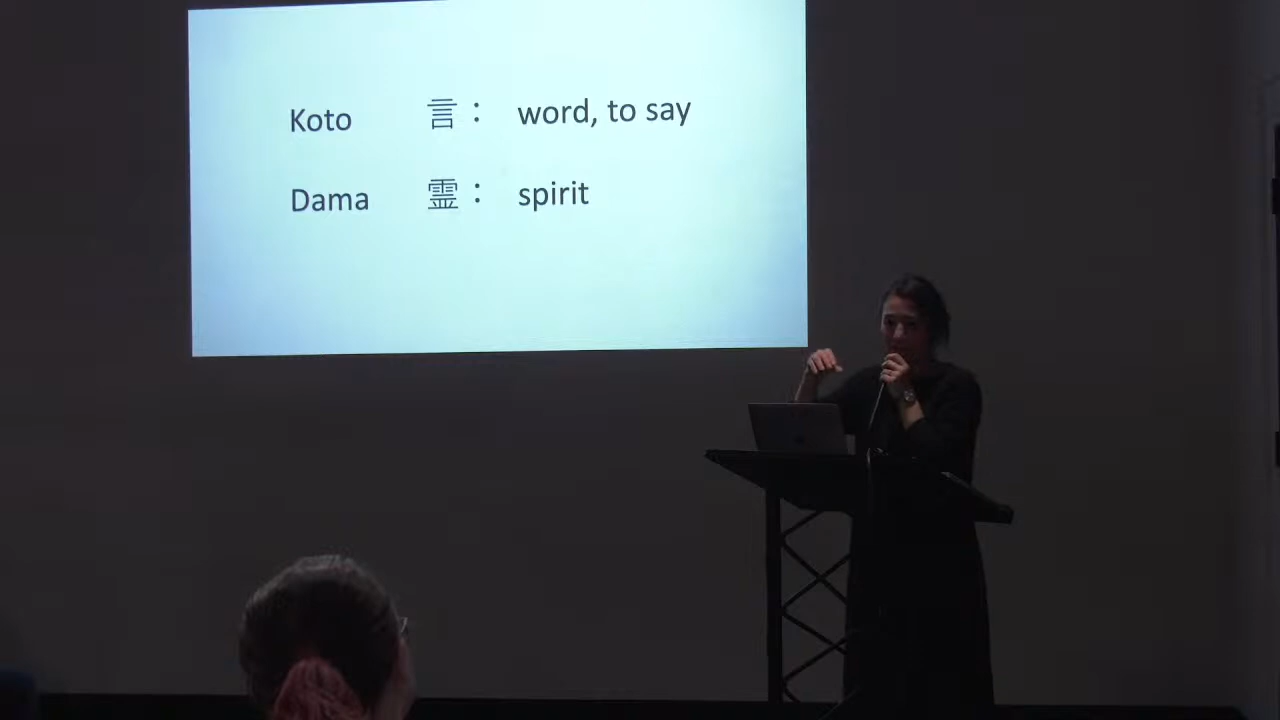 Koto 言： word, to say
Dama 霊： spirit